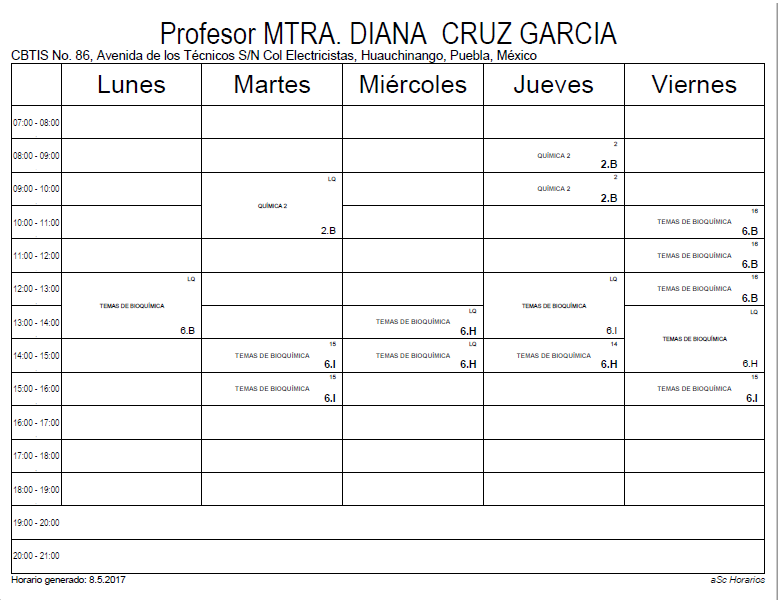 Profesor MTRA. DIANA CRUZ GARCIA
CBTIS No. 86, Avenida de los Técnicos S/N Col Electricistas, Huauchinango, Puebla, México
Lunes Martes Miércoles Jueves Viernes
07:00 - 08:00
08:00 - 09:00
2
QUÍMICA 2
2.B
09:00 - 10:00
LQ
QUÍMICA 2
2.B
2
QUÍMICA 2
2.B
10:00 - 11:00
16
TEMAS DE BIOQUÍMICA
6.B
11:00 - 12:00
16
TEMAS DE BIOQUÍMICA
6.B
12:00 - 13:00
LQ
TEMAS DE BIOQUÍMICA
6.B
LQ
TEMAS DE BIOQUÍMICA
6.I
16
TEMAS DE BIOQUÍMICA
6.B
13:00 - 14:00
LQ
TEMAS DE BIOQUÍMICA
6.H
LQ
TEMAS DE BIOQUÍMICA
6.H
14:00 - 15:00
15
TEMAS DE BIOQUÍMICA
6.I
LQ
TEMAS DE BIOQUÍMICA
6.H
14
TEMAS DE BIOQUÍMICA
6.H
15:00 - 16:00
15
TEMAS DE BIOQUÍMICA
6.I
15
TEMAS DE BIOQUÍMICA
6.I
16:00 - 17:00
17:00 - 18:00
18:00 - 19:00
19:00 - 20:00
20:00 - 21:00
Horario generado: 8.5.2017
aSc Horarios